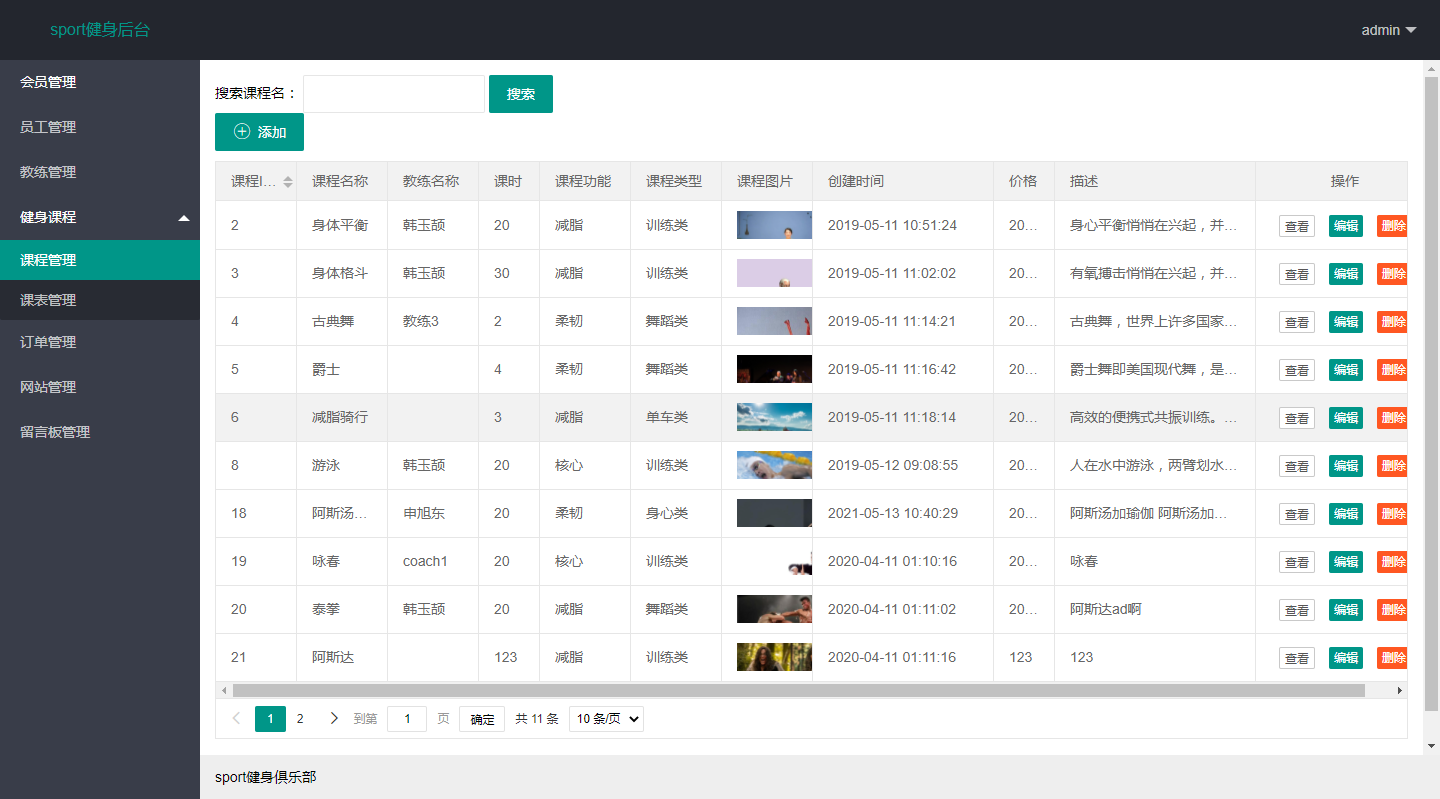 sport健身后台
admin
会员管理
员工管理
教练管理
健身课程
课程管理
课表管理
订单管理
网站管理
留言板管理
搜索课程名： 搜索
添加
课程I... 课程名称 教练名称 课时 课程功能 课程类型 课程图片 创建时间 价格 描述 操作
2 身体平衡 韩玉颉 20 减脂 训练类 2019-05-11 10:51:24 20... 身心平衡悄悄在兴起，并... 查看 编辑 删除
3 身体格斗 韩玉颉 30 减脂 训练类 2019-05-11 11:02:02 20... 有氧搏击悄悄在兴起，并... 查看 编辑 删除
4 古典舞 教练3 2 柔韧 舞蹈类 2019-05-11 11:14:21 20... 古典舞，世界上许多国家... 查看 编辑 删除
5 爵士 4 柔韧 舞蹈类 2019-05-11 11:16:42 20... 爵士舞即美国现代舞，是... 查看 编辑 删除
6 减脂骑行 3 减脂 单车类 2019-05-11 11:18:14 20... 高效的便携式共振训练。... 查看 编辑 删除
8 游泳 韩玉颉 20 核心 训练类 2019-05-12 09:08:55 20... 人在水中游泳，两臂划水... 查看 编辑 删除
18 阿斯汤... 申旭东 20 柔韧 身心类 2021-05-13 10:40:29 20... 阿斯汤加瑜伽 阿斯汤加... 查看 编辑 删除
19 咏春 coach1 20 核心 训练类 2020-04-11 01:10:16 20... 咏春 查看 编辑 删除
20 泰拳 韩玉颉 20 减脂 舞蹈类 2020-04-11 01:11:02 20... 阿斯达ad啊 查看 编辑 删除
21 阿斯达 123 减脂 训练类 2020-04-11 01:11:16 123 123 查看 编辑 删除
1 2 到第 1 页 确定 共 11 条 10 条/页
sport健身俱乐部